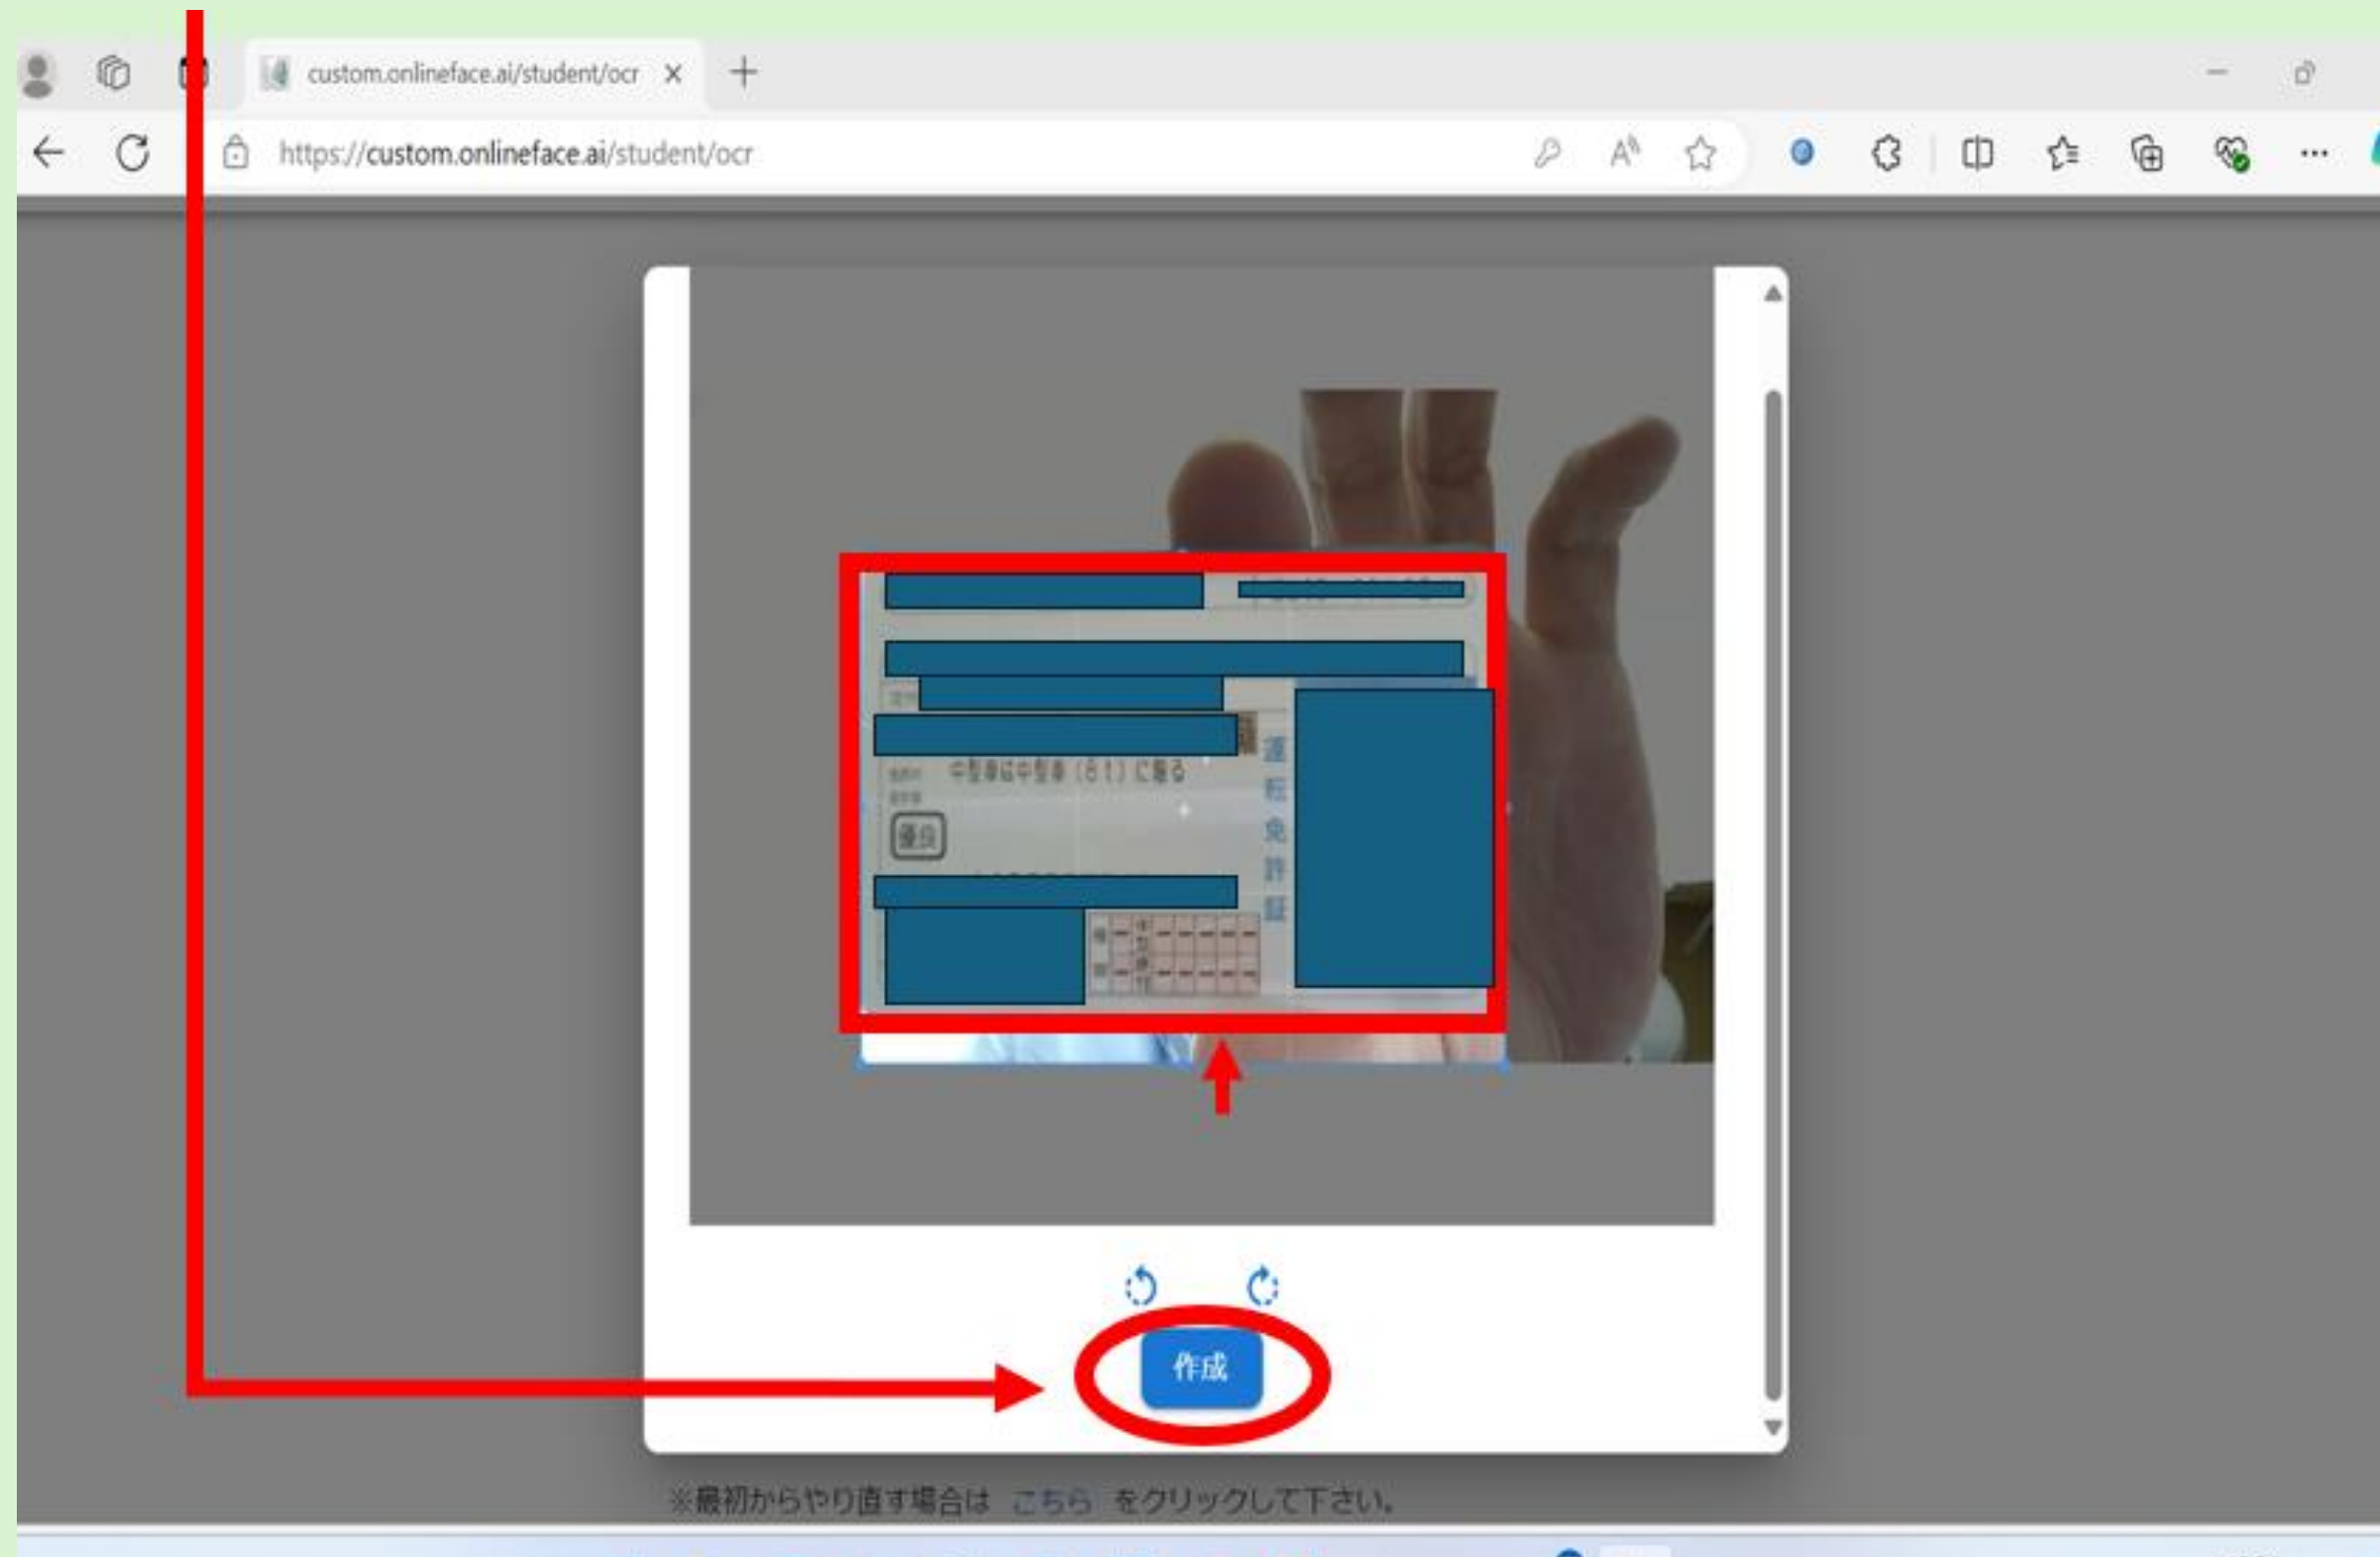 custom.onlineface.ai/student/ocr
https://custom.onlineface.ai/student/ocr
中型車は中型車(8t)に限る
優良
運転免許証
作成
※最初からやり直す場合は こちら をクリックして下さい。